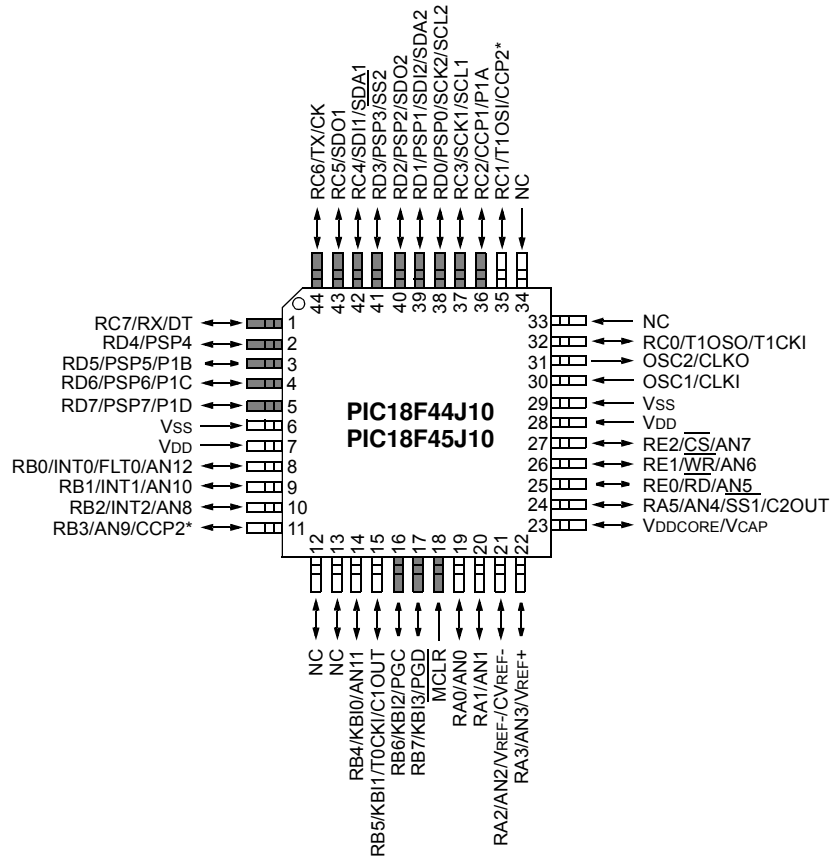 RC6/TX/CK
RC5/SDO1
RC4/SDI1/SDA1
RD3/PSP3/SS2
RD2/PSP2/SDO2
RD1/PSP1/SDI2/SDA2
RD0/PSP0/SCK2/SCL2
RC3/SCK1/SCL1
RC2/CCP1/P1A
RC1/T1OSI/CCP2*
NC
44 43 42 41 40 39 38 37 36 35 34
RC7/RX/DT 1
RD4/PSP4 2
RD5/PSP5/P1B 3
RD6/PSP6/P1C 4
RD7/PSP7/P1D 5
VSS 6
VDD 7
RB0/INT0/FLT0/AN12 8
RB1/INT1/AN10 9
RB2/INT2/AN8 10
RB3/AN9/CCP2* 11
PIC18F44J10
PIC18F45J10
33 NC
32 RC0/T1OSO/T1CKI
31 OSC2/CLKO
30 OSC1/CLKI
29 VSS
28 VDD
27 RE2/CS/AN7
26 RE1/WR/AN6
25 RE0/RD/AN5
24 RA5/AN4/SS1/C2OUT
23 VDDCORE/VCAP
12 13 14 15 16 17 18 19 20 21 22
NC
NC
RB4/KBI0/AN11
RB5/KBI1/T0CKI/C1OUT
RB6/KBI2/PGC
RB7/KBI3/PGD
MCLR
RA0/AN0
RA1/AN1
RA2/AN2/VREF-/CVREF-
RA3/AN3/VREF+